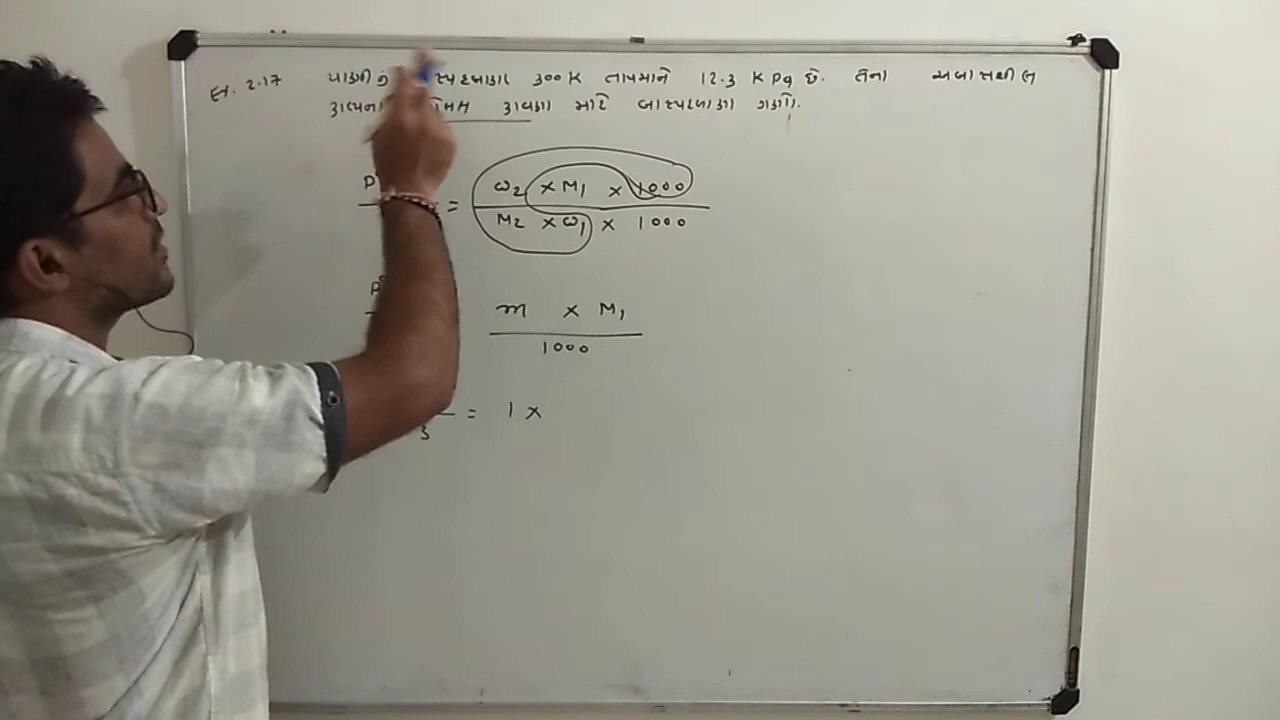 સ્વા. 2.17 પાણીનું બાષ્પદબાણ 300 K તાપમાને 12.3 K Pa છે. તેના અબાષ્પશીલ
દ્રાવ્યના દ્રાવણ માટે બાષ્પદબાણ ગણો.
= ω2 × M1 × 1000
M2 × ω1 × 1000
m × M1
1000
3 = 1 ×